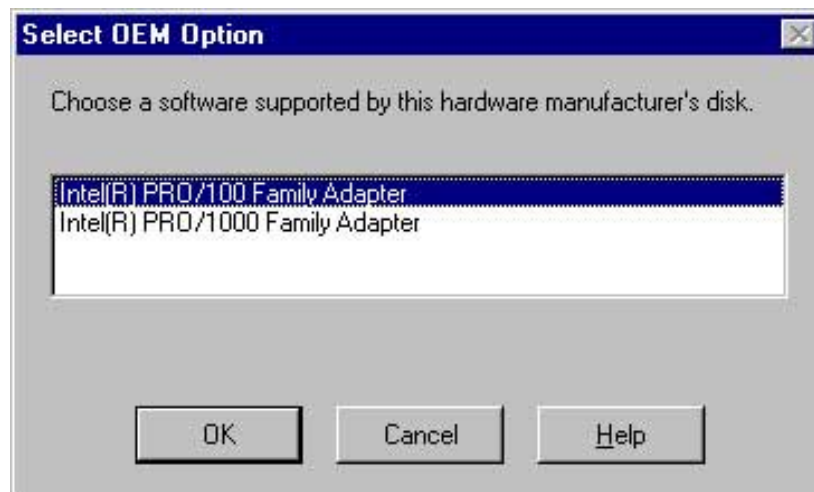 Select OEM Option
Choose a software supported by this hardware manufacturer's disk.
Intel(R) PRO/100 Family Adapter
Intel(R) PRO/1000 Family Adapter
OK
Cancel
Help